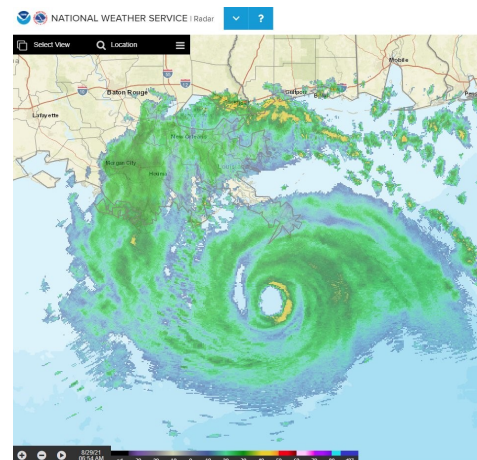 NATIONAL WEATHER SERVICE | Radar ?
Select View Location
Mobile
Baton Rouge
Gulfport
Lafayette
New Orleans
Morgan City
Houma
8/29/21
06:54 AM